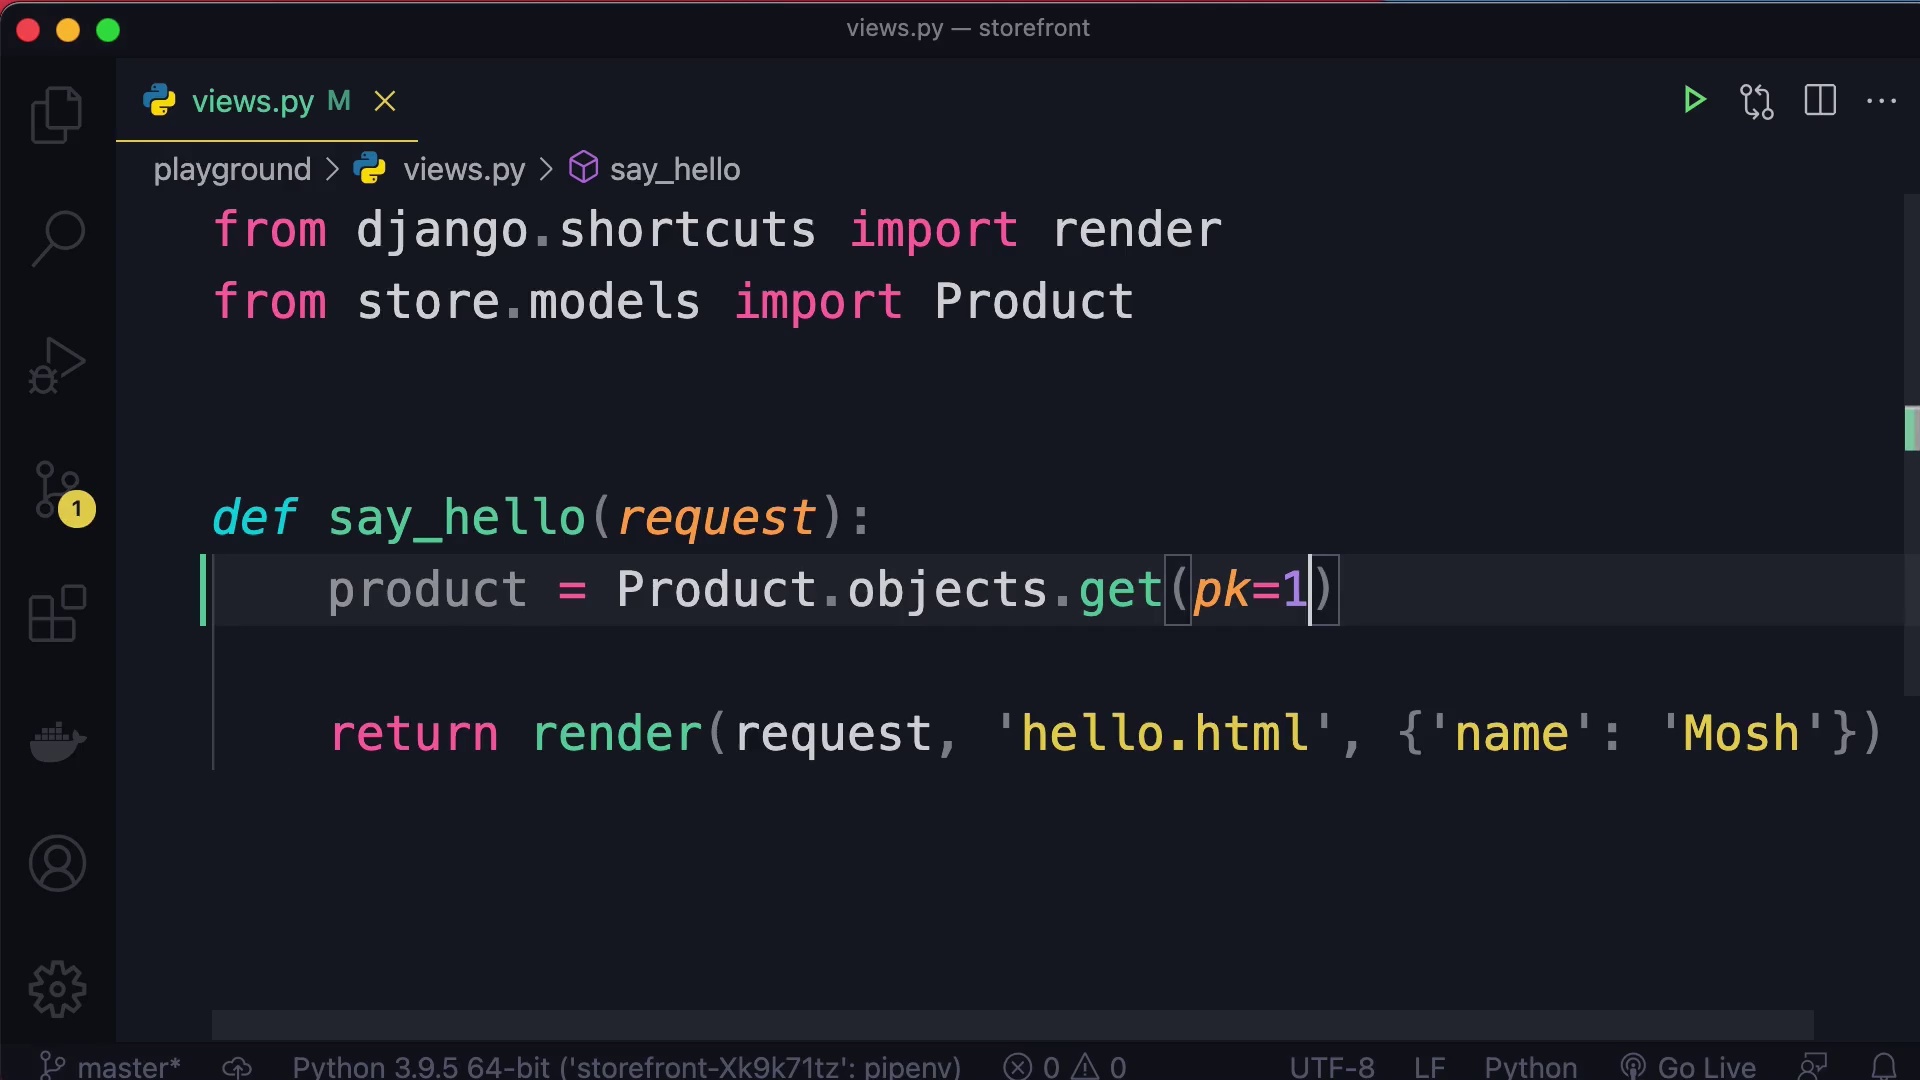 views.py — storefront
views.py M
playground > views.py > say_hello
from django.shortcuts import render
from store.models import Product
def say_hello(request):
product = Product.objects.get(pk=1)
return render(request, 'hello.html', {'name': 'Mosh'})
1
master* Python 3.9.5 64-bit ('storefront-Xk9k71tz': pipenv) 0 0 UTF-8 LF Python Go Live